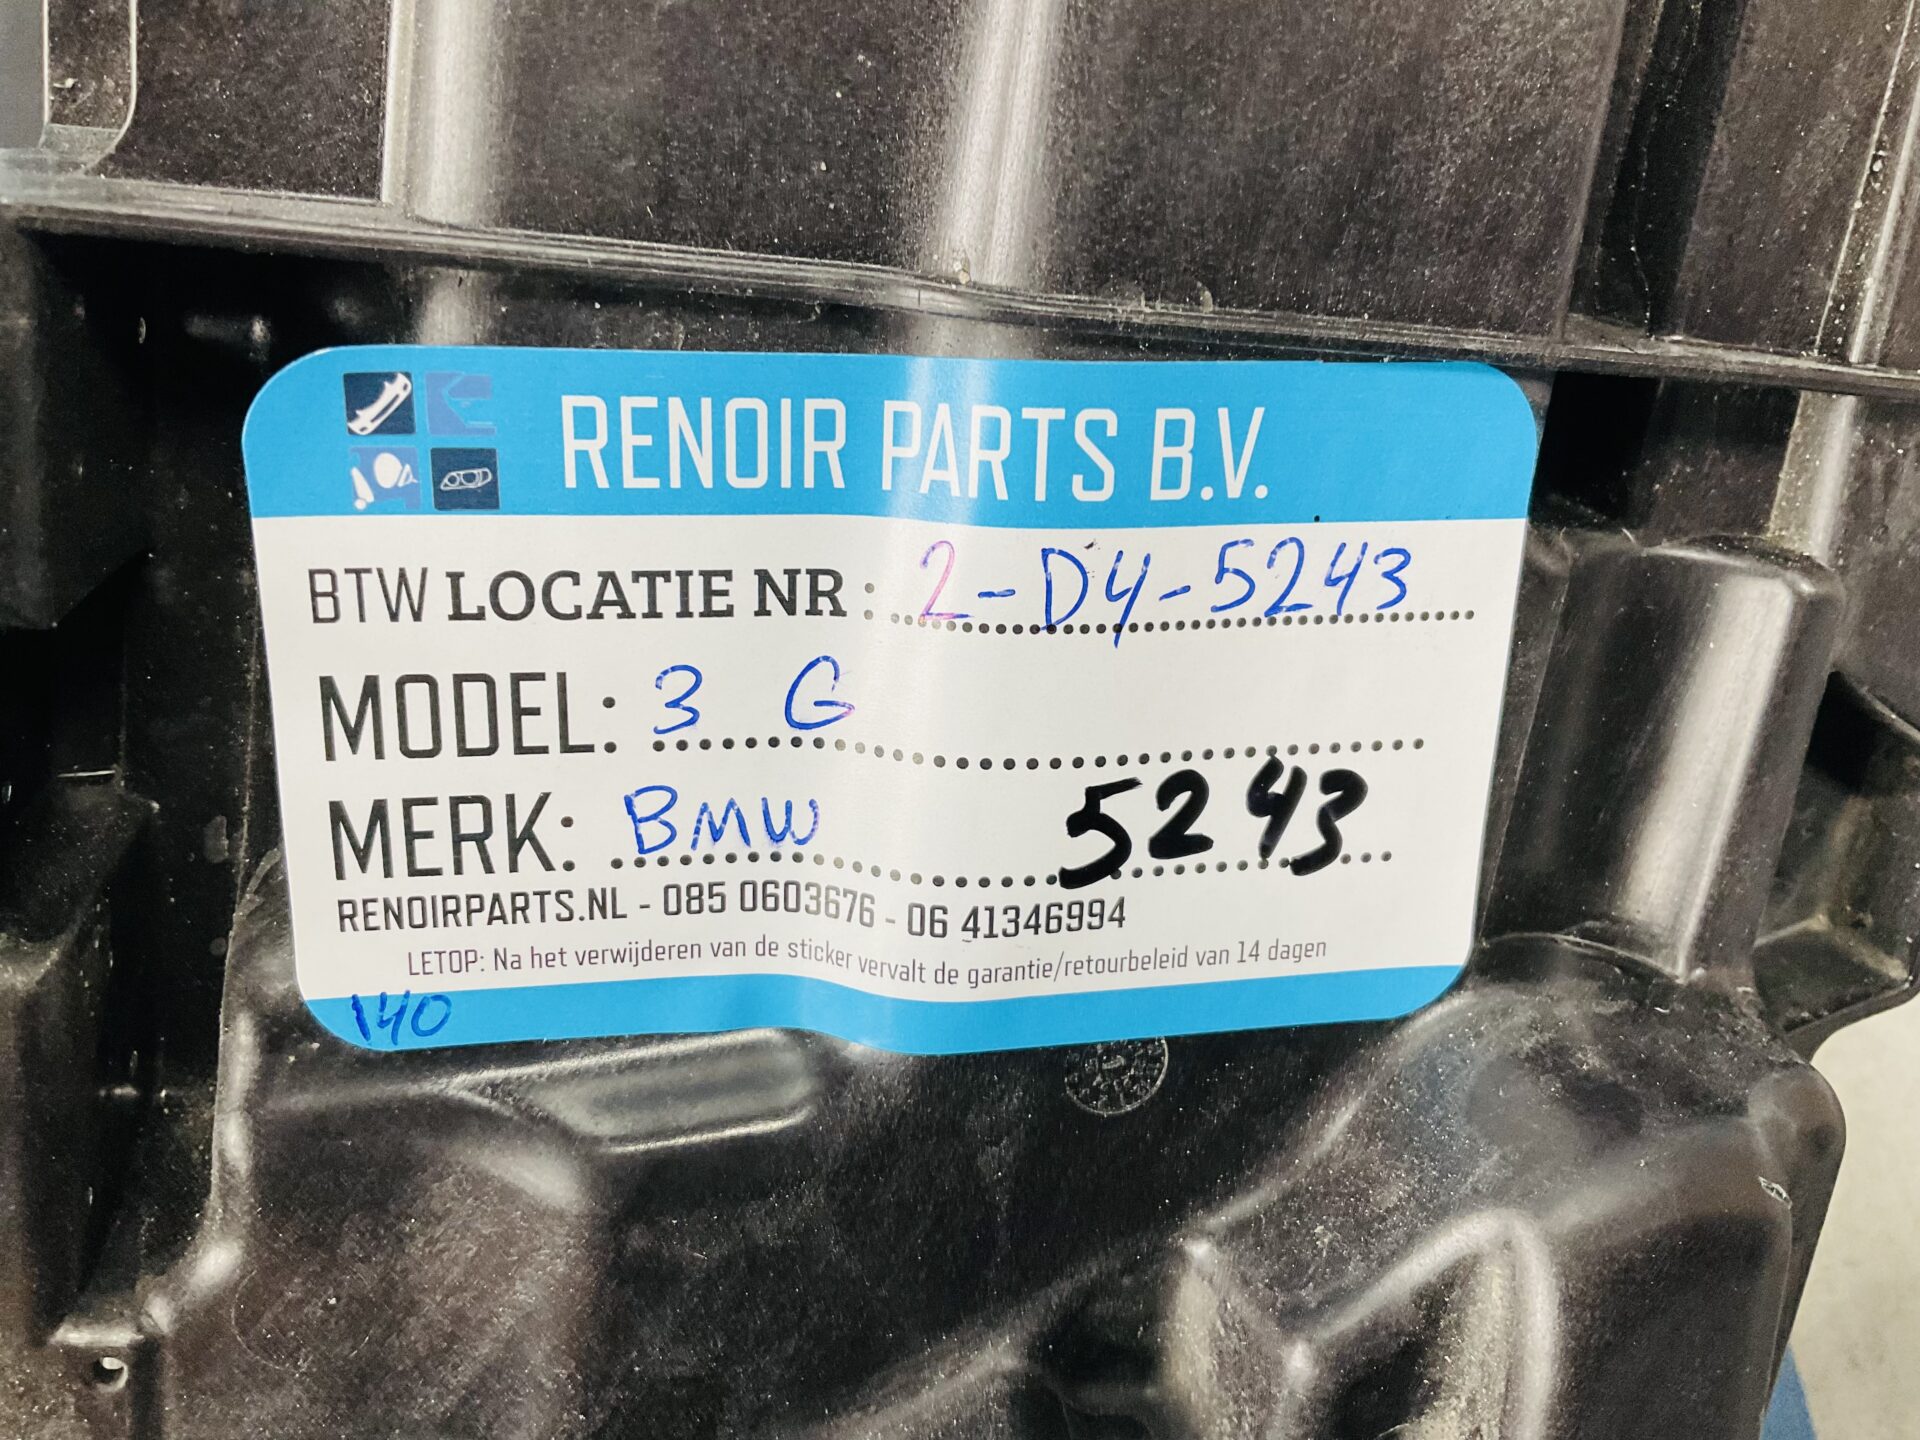 RENOIR PARTS B.V.
BTW LOCATIE NR: 2-D4-5243
MODEL: 3 G
MERK: BMW 5243
RENOIRPARTS.NL - 085 0603676 - 06 41346994
LETOP: Na het verwijderen van de sticker vervalt de garantie/retourbeleid van 14 dagen
140